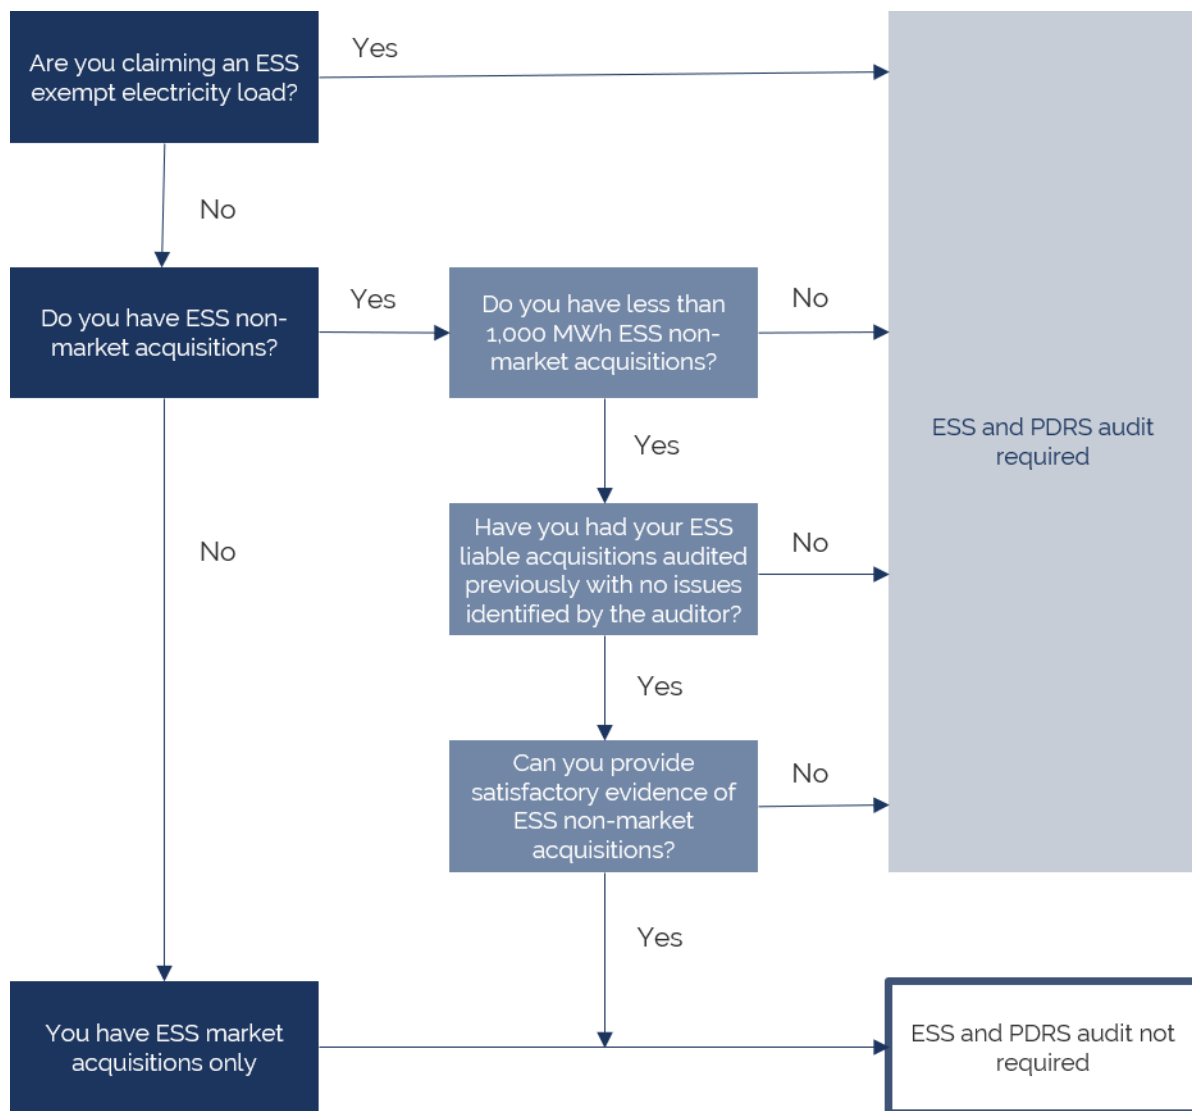 Are you claiming an ESS
exempt electricity load?
Yes
No
Do you have ESS non-
market acquisitions?
Yes
Do you have less than
1,000 MWh ESS non-
market acquisitions?
No
ESS and PDRS audit
required
Yes
Have you had your ESS
liable acquisitions audited
previously with no issues
identified by the auditor?
No
No
Yes
Can you provide
satisfactory evidence of
ESS non-market
acquisitions?
No
Yes
You have ESS market
acquisitions only
ESS and PDRS audit not
required